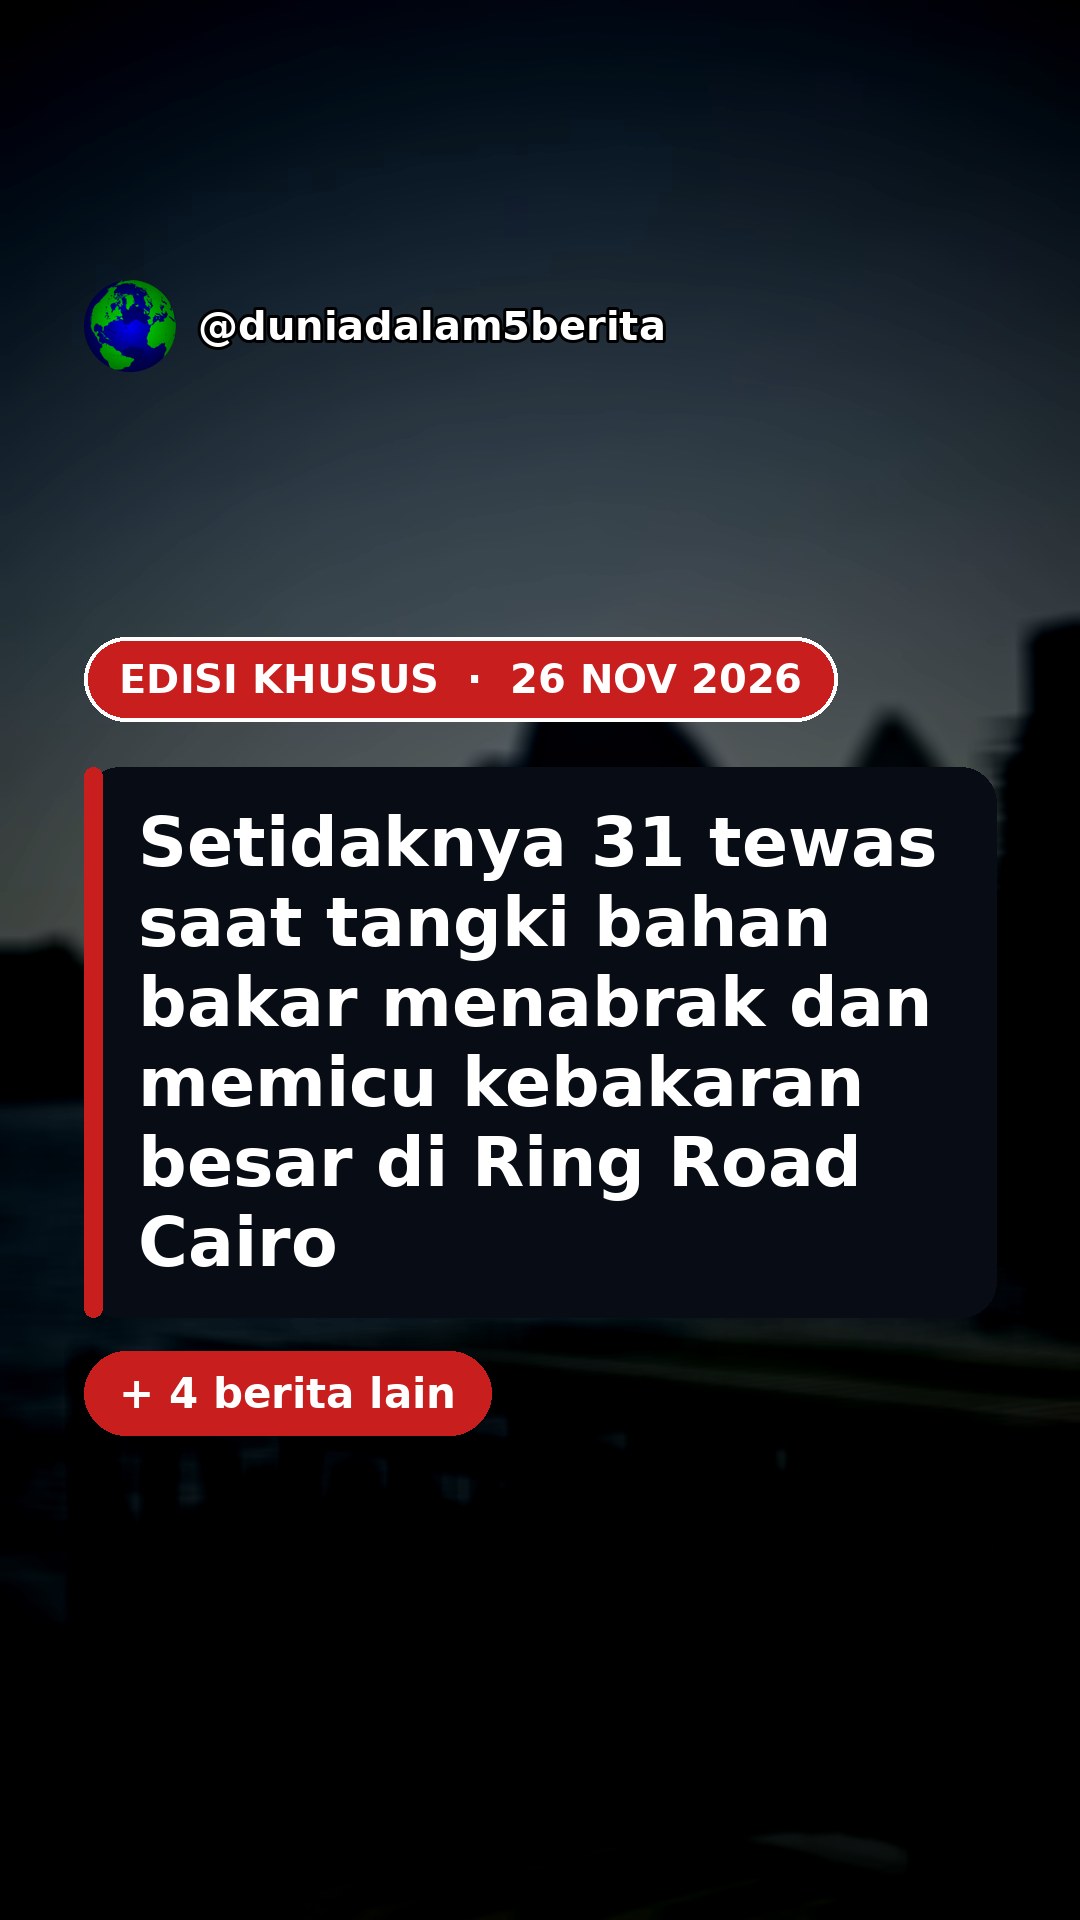 @duniadalam5berita
EDISI KHUSUS · 26 NOV 2026
Setidaknya 31 tewas
saat tangki bahan
bakar menabrak dan
memicu kebakaran
besar di Ring Road
Cairo
+ 4 berita lain